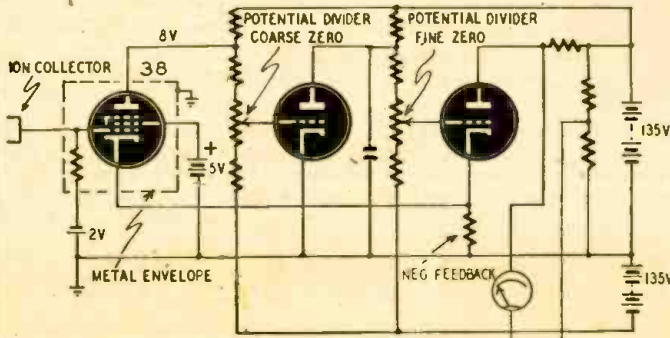 POTENTIAL DIVIDER
COARSE ZERO
POTENTIAL DIVIDER
FINE ZERO
8V
ION COLLECTOR
38
+
5V
135V
2V
METAL ENVELOPE
NEG FEEDBACK
135V